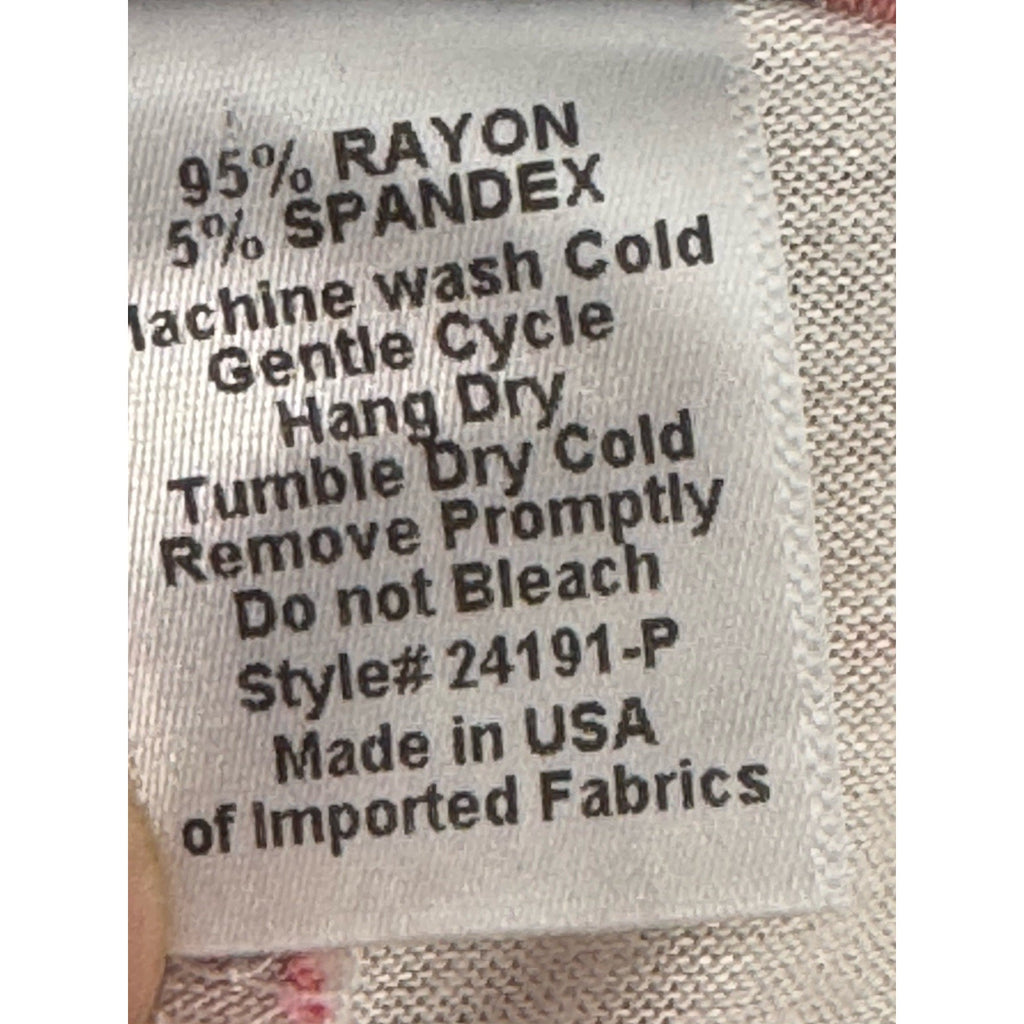 95% RAYON
5% SPANDEX
achine wash Cold
Gentle Cycle
Hang Dry
Tumble Dry Cold
Remove Promptly
Do not Bleach
Style# 24191-P
Made in USA
of Imported Fabrics